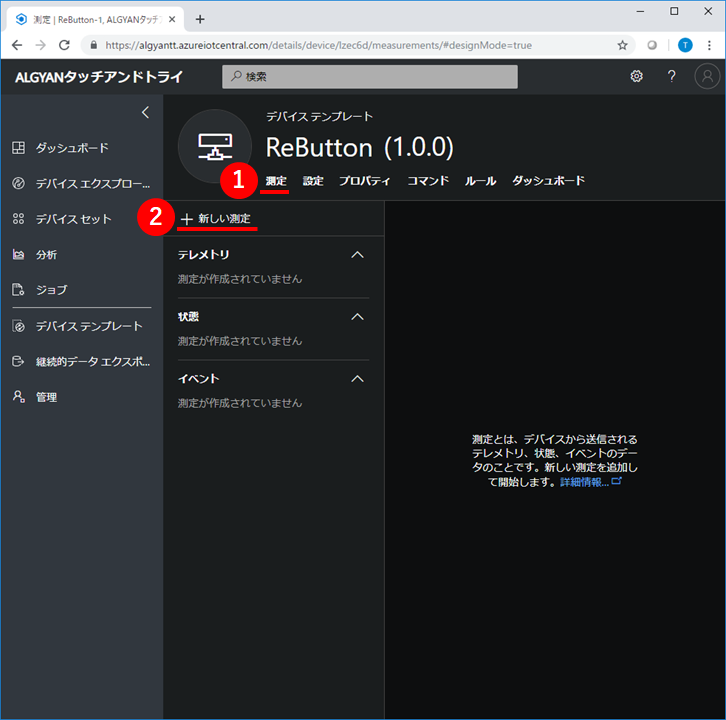 測定 | ReButton-1, ALGYANタッチ
https://algyantt.azureiotcentral.com/details/device/lzec6d/measurements/#designMode=true
T
ALGYANタッチアンドトライ
検索
?
デバイス テンプレート
ReButton (1.0.0)
1
測定 設定 プロパティ コマンド ルール ダッシュボード
ダッシュボード
デバイス エクスプロー...
デバイス セット
分析
ジョブ
デバイス テンプレート
継続的データ エクスポ...
管理
2
+ 新しい測定
テレメトリ
測定が作成されていません
状態
測定が作成されていません
イベント
測定が作成されていません
測定とは、デバイスから送信される
テレメトリ、状態、イベントのデー
タのことです。新しい測定を追加し
て開始します。詳細情報...